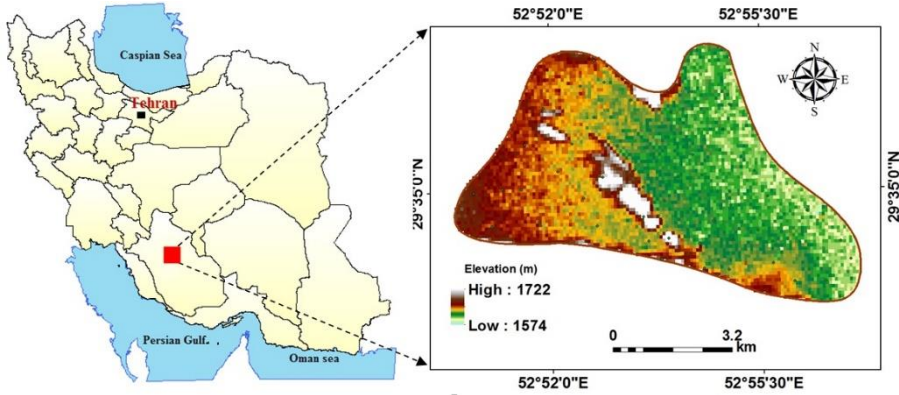 Caspian Sea
Tehran
Persian Gulf
Oman sea
52°52'0"E
52°55'30"E
N
W
E
S
29°35'0"N
29°35'0"N
Elevation (m)
High : 1722
Low : 1574
0
3.2
km
52°52'0"E
52°55'30"E